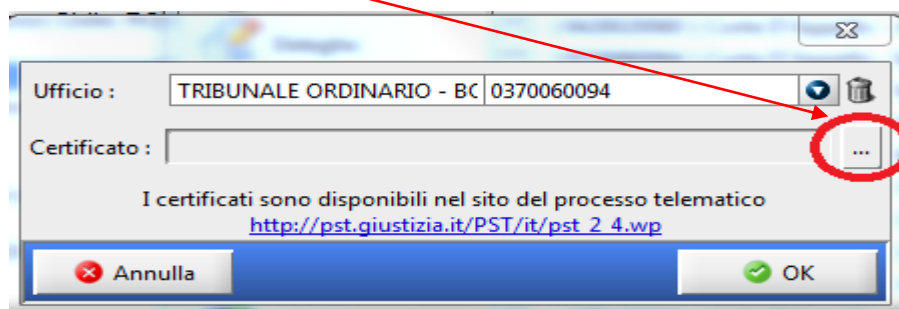 Ufficio : TRIBUNALE ORDINARIO - BC 0370060094
Certificato : ...
I certificati sono disponibili nel sito del processo telematico
http://pst.giustizia.it/PST/it/pst_2_4.wp
Annulla OK